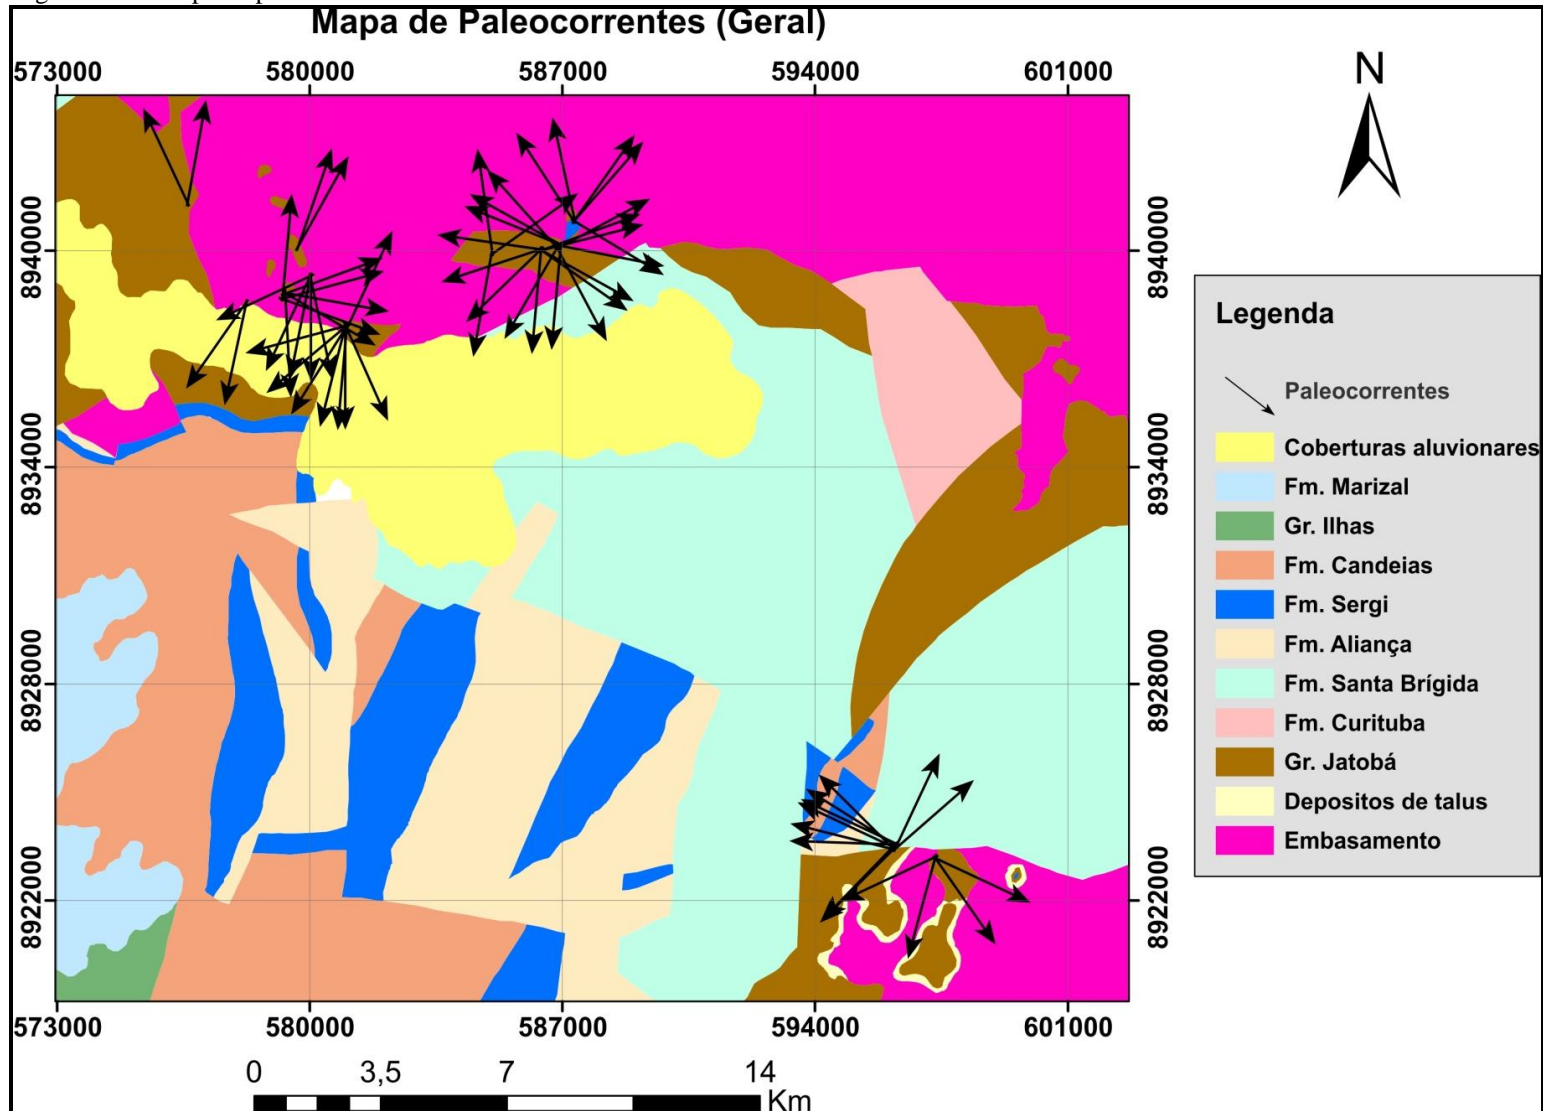 Mapa de Paleocorrentes (Geral)
573000 580000 587000 594000 601000
N
8940000
8934000
8928000
8922000
8940000
8934000
8928000
8922000
573000 580000 587000 594000 601000
0 3,5 7 14
Km
Legenda
Paleocorrentes
Coberturas aluvionares
Fm. Marizal
Gr. Ilhas
Fm. Candeias
Fm. Sergi
Fm. Aliança
Fm. Santa Brígida
Fm. Curituba
Gr. Jatobá
Depositos de talus
Embasamento